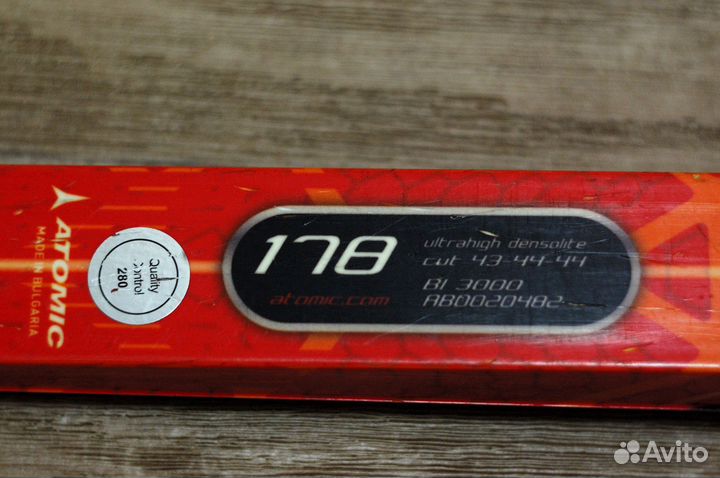 ATOMIC
MADE IN BULGARIA
Quality
Control
280
178
ultrahigh densolite
cut 43-44-44
BI 3000
AB0020482
atomic.com
Avito